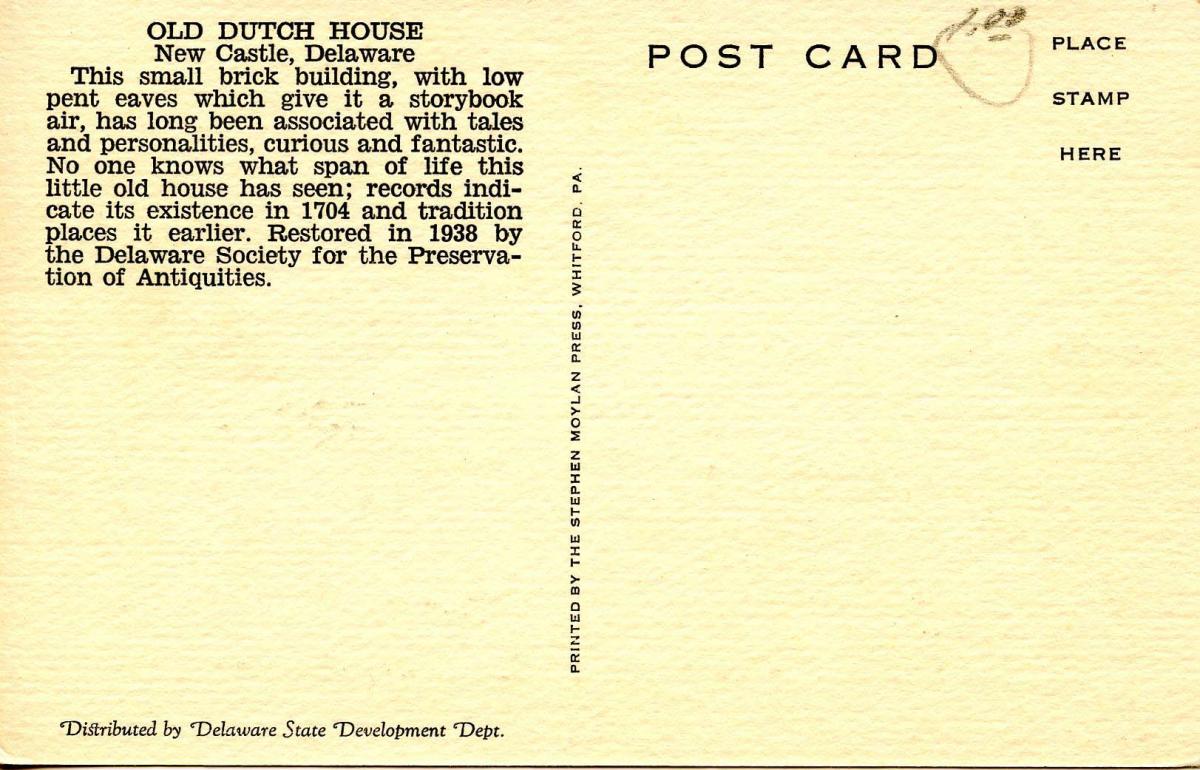 OLD DUTCH HOUSE
New Castle, Delaware
This small brick building, with low
pent eaves which give it a storybook
air, has long been associated with tales
and personalities, curious and fantastic.
No one knows what span of life this
little old house has seen; records indi-
cate its existence in 1704 and tradition
places it earlier. Restored in 1938 by
the Delaware Society for the Preserva-
tion of Antiquities.
Distributed by Delaware State Development Dept.
PRINTED BY THE STEPHEN MOYLAN PRESS, WHITFORD, PA.
POST CARD
PLACE
STAMP
HERE